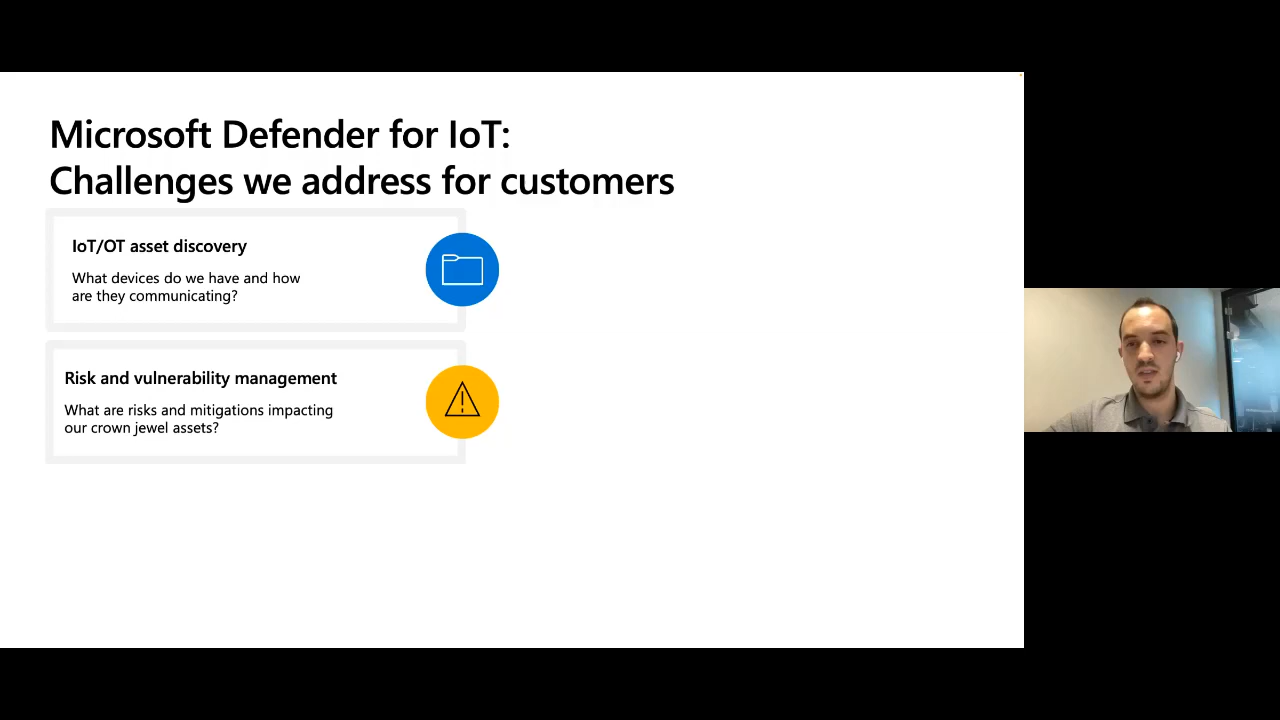 Microsoft Defender for IoT:
Challenges we address for customers
IoT/OT asset discovery
What devices do we have and how
are they communicating?
Risk and vulnerability management
What are risks and mitigations impacting
our crown jewel assets?